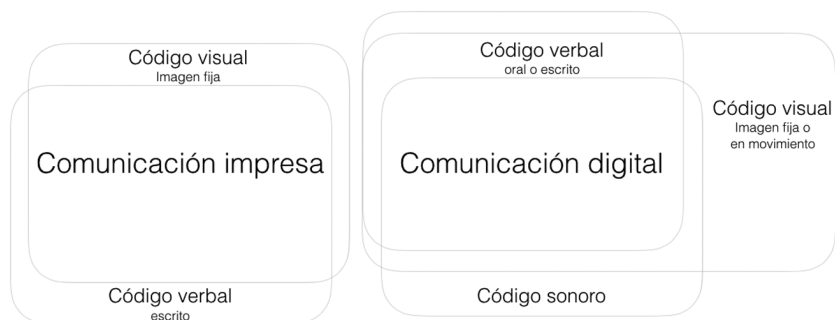 Código visual
Imagen fija
Comunicación impresa
Código verbal
escrito
Código verbal
oral o escrito
Código visual
Imagen fija o
en movimiento
Comunicación digital
Código sonoro